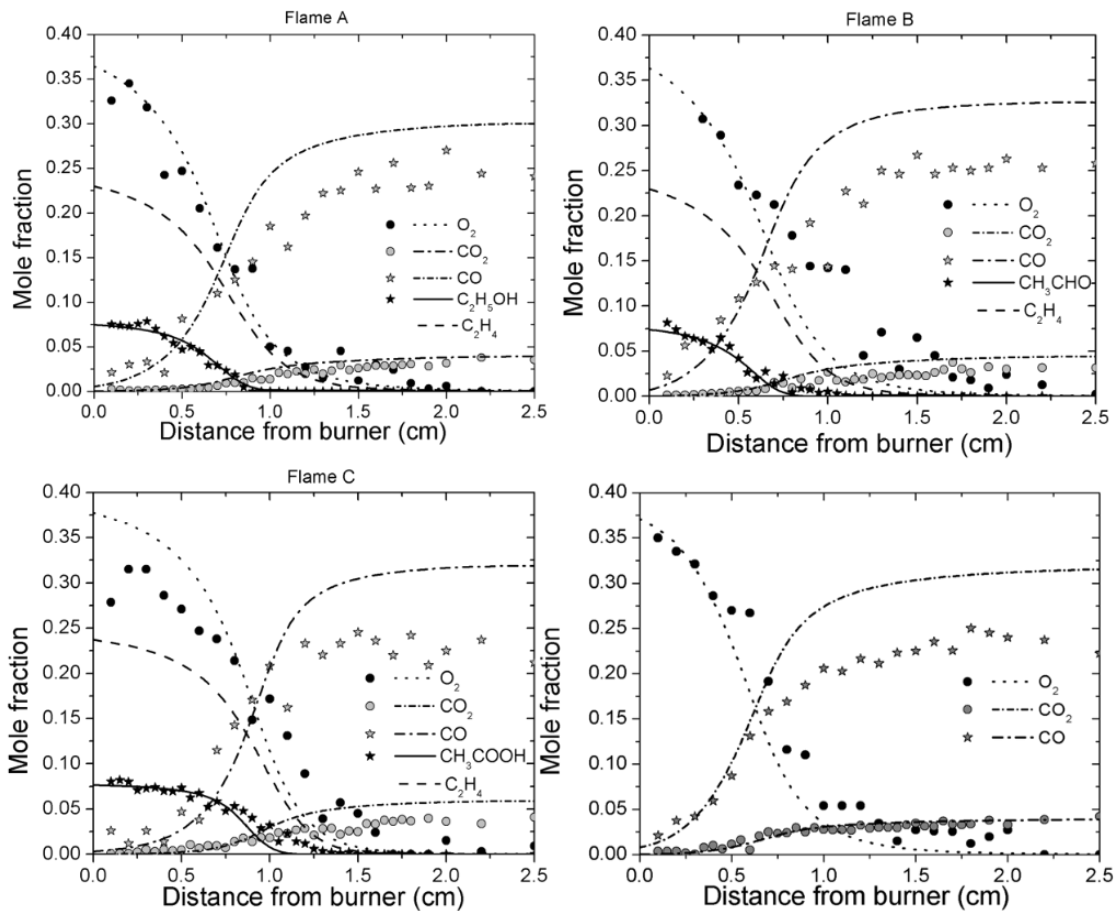 Flame A
0.40
0.35
0.30
0.25
0.20
0.15
0.10
0.05
0.00
Mole fraction
O₂
CO₂
CO
C₂H₅OH
C₂H₄
0.0 0.5 1.0 1.5 2.0 2.5
Distance from burner (cm)
Flame B
0.40
0.35
0.30
0.25
0.20
0.15
0.10
0.05
0.00
Mole fraction
O₂
CO₂
CO
CH₃CHO
C₂H₄
0.0 0.5 1.0 1.5 2.0 2.5
Distance from burner (cm)
Flame C
0.40
0.35
0.30
0.25
0.20
0.15
0.10
0.05
0.00
Mole fraction
O₂
CO₂
CO
CH₃COOH
C₂H₄
0.0 0.5 1.0 1.5 2.0 2.5
Distance from burner (cm)
0.40
0.35
0.30
0.25
0.20
0.15
0.10
0.05
0.00
Mole fraction
O₂
CO₂
CO
0.0 0.5 1.0 1.5 2.0 2.5
Distance from burner (cm)